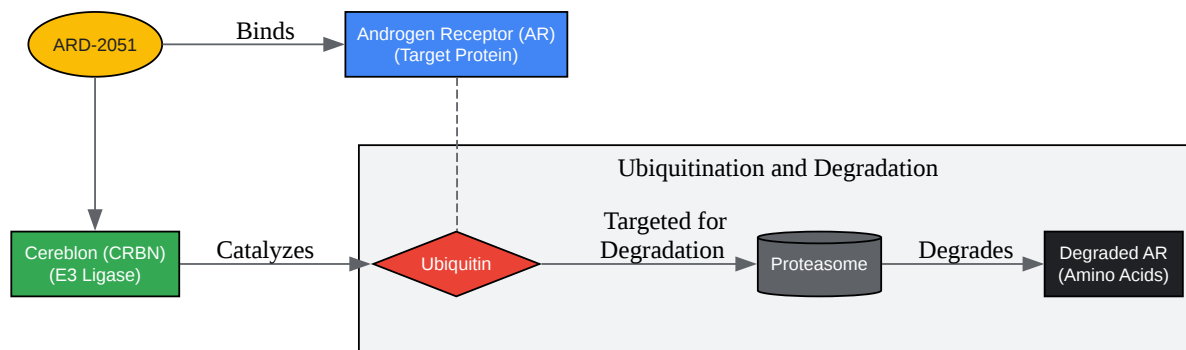 ARD-2051
Binds
Androgen Receptor (AR)
(Target Protein)
Ubiquitination and Degradation
Cereblon (CRBN)
(E3 Ligase)
Catalyzes
Ubiquitin
Targeted for
Degradation
Proteasome
Degrades
Degraded AR
(Amino Acids)